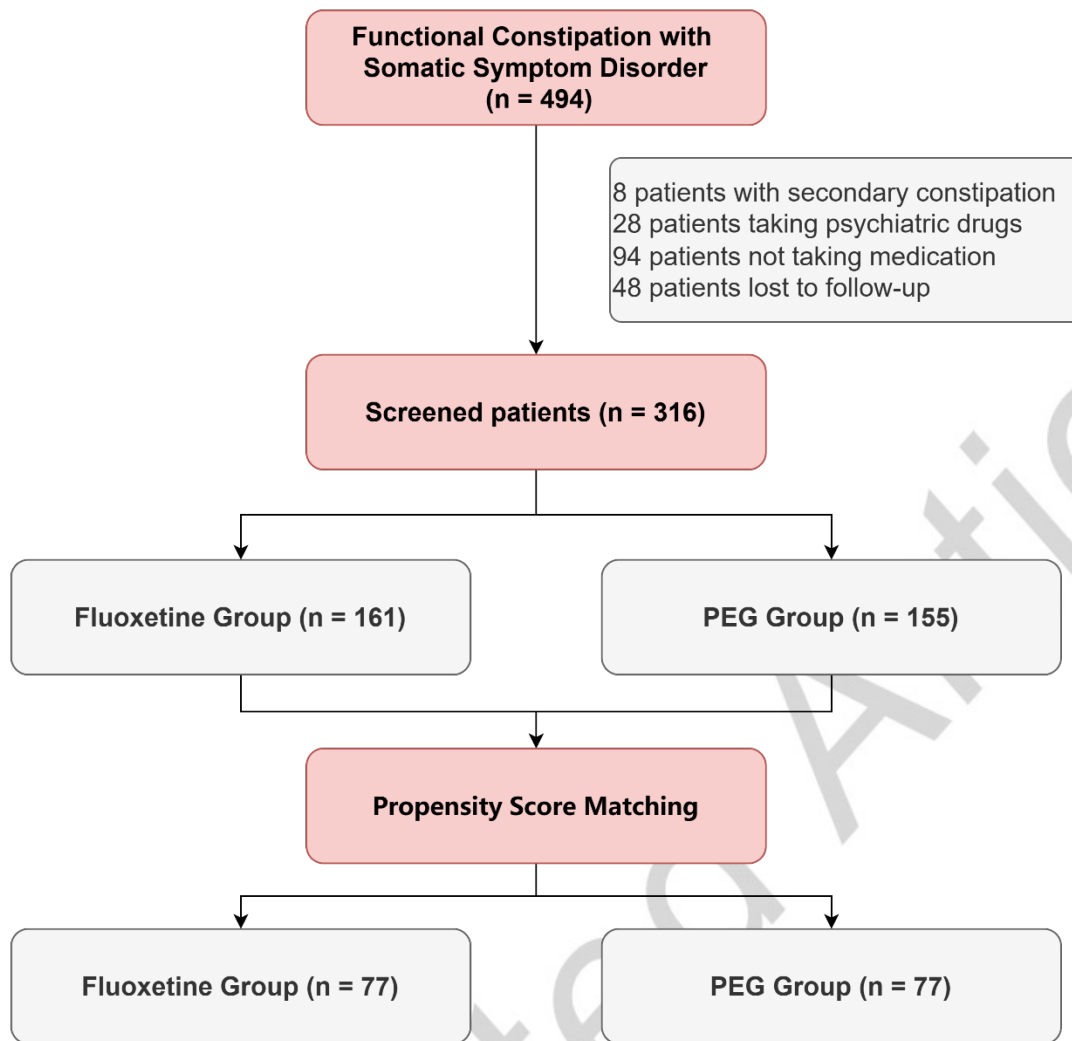 Functional Constipation with
Somatic Symptom Disorder
(n = 494)
8 patients with secondary constipation
28 patients taking psychiatric drugs
94 patients not taking medication
48 patients lost to follow-up
Screened patients (n = 316)
Fluoxetine Group (n = 161)
PEG Group (n = 155)
Propensity Score Matching
Fluoxetine Group (n = 77)
PEG Group (n = 77)